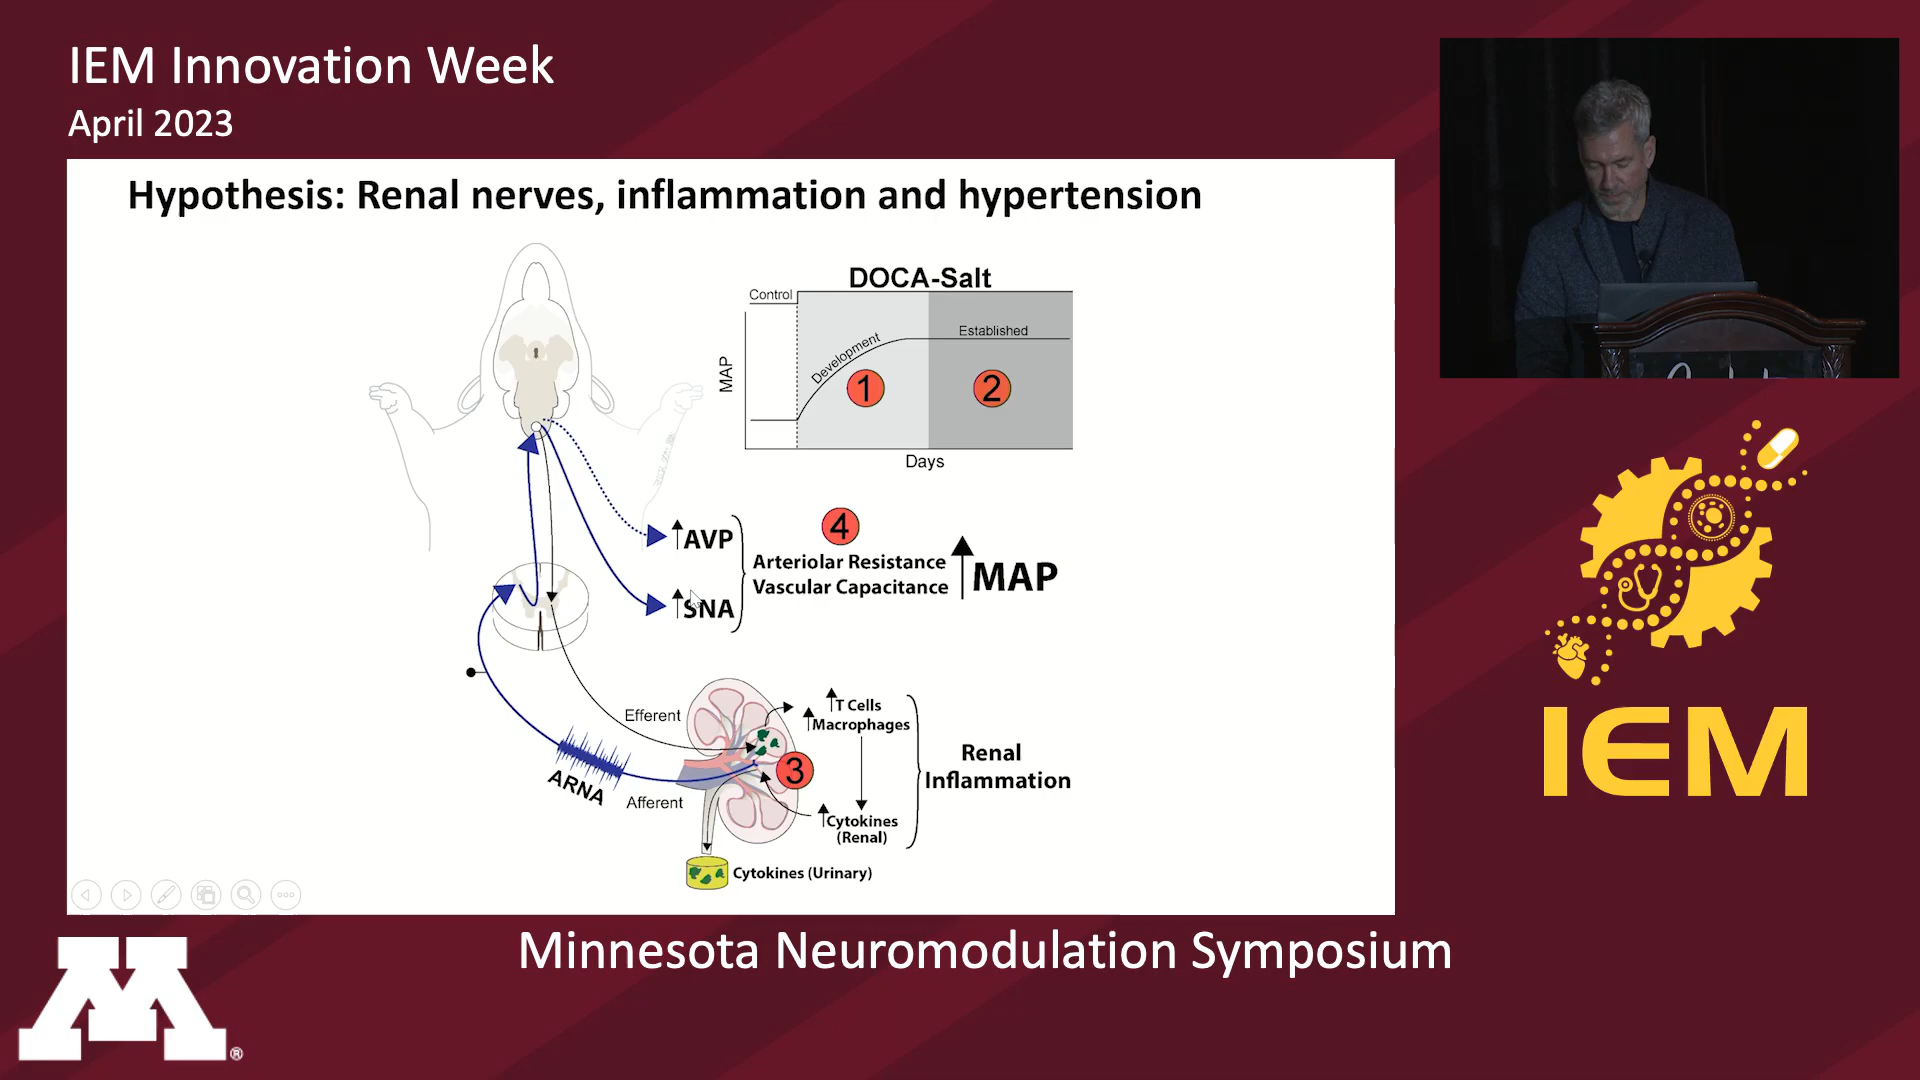 IEM Innovation Week
April 2023
Hypothesis: Renal nerves, inflammation and hypertension
DOCA-Salt
Control
Development
Established
MAP
1
2
Days
AVP
SNA
4
Arteriolar Resistance
Vascular Capacitance
MAP
Efferent
Afferent
ARNA
3
T Cells
Macrophages
Cytokines
(Renal)
Renal
Inflammation
Cytokines (Urinary)
IEM
Minnesota Neuromodulation Symposium
M
®